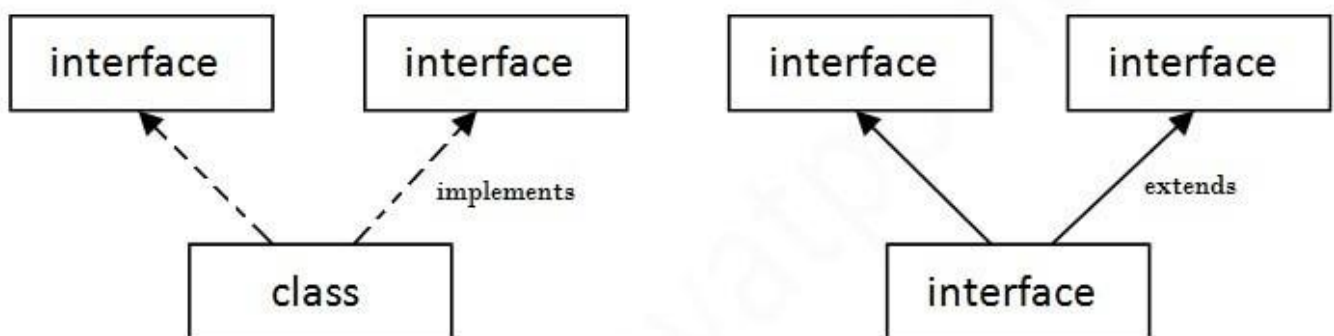 interface interface interface interface
implements extends
class interface